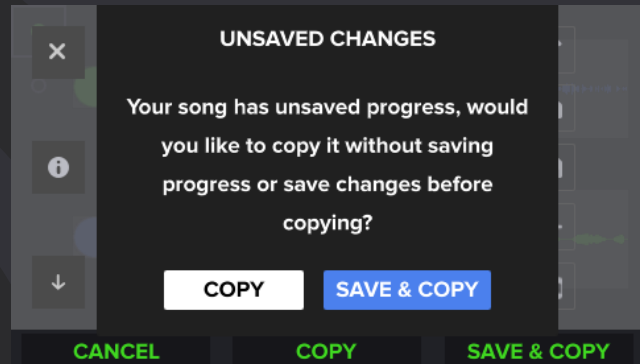 UNSAVED CHANGES
Your song has unsaved progress, would
you like to copy it without saving
progress or save changes before
copying?
COPY
SAVE & COPY
CANCEL
COPY
SAVE & COPY